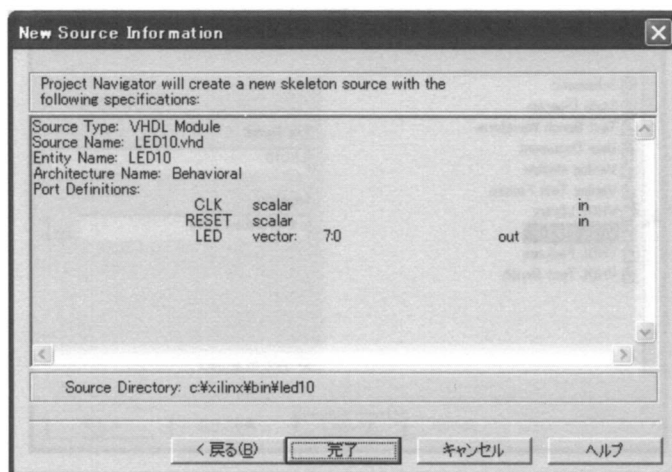 New Source Information
Project Navigator will create a new skeleton source with the
following specifications:
Source Type: VHDL Module
Source Name: LED10.vhd
Entity Name: LED10
Architecture Name: Behavioral
Port Definitions:
CLK scalar in
RESET scalar in
LED vector: 7:0 out
Source Directory: c:¥xilinx¥bin¥led10
< 戻る(B) 完了 キャンセル ヘルプ